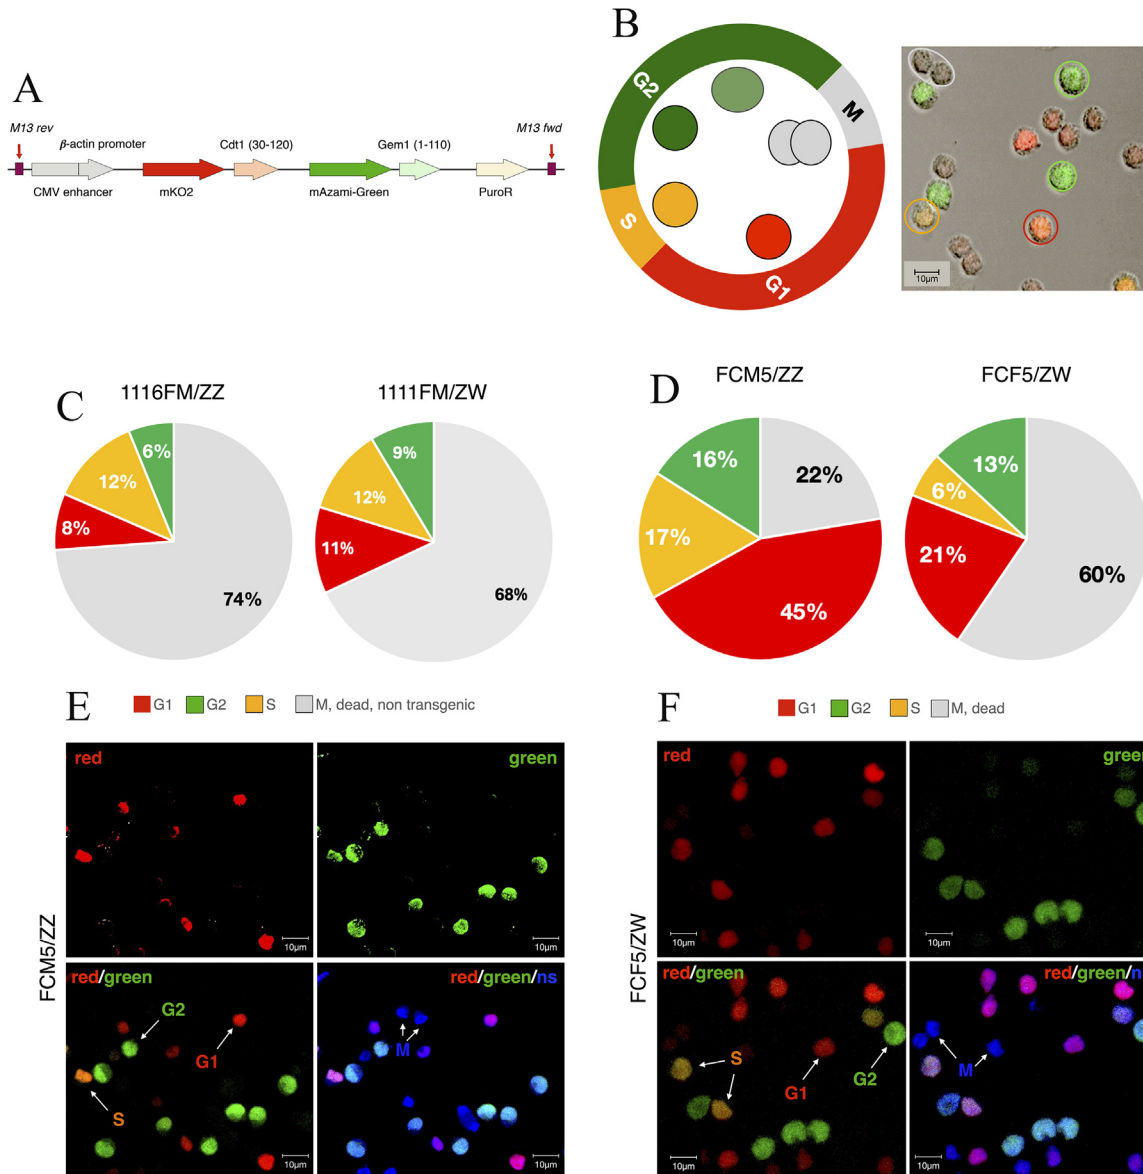 A
M13 rev
β-actin promoter
Cdt1 (30-120)
Gem1 (1-110)
M13 fwd
CMV enhancer
mKO2
mAzami-Green
PuroR
B
G2
M
S
G1
10μm
C
1116FM/ZZ
1111FM/ZW
6%
12%
8%
74%
9%
12%
11%
68%
G1
G2
S
M, dead, non transgenic
D
FCM5/ZZ
FCF5/ZW
16%
22%
17%
45%
13%
6%
21%
60%
G1
G2
S
M, dead
E
FCM5/ZZ
red
10μm
green
10μm
red/green
G2
G1
S
10μm
red/green/ns
M
10μm
F
FCF5/ZW
red
10μm
green
10μm
red/green
S
G1
G2
10μm
red/green/n
M
10μm